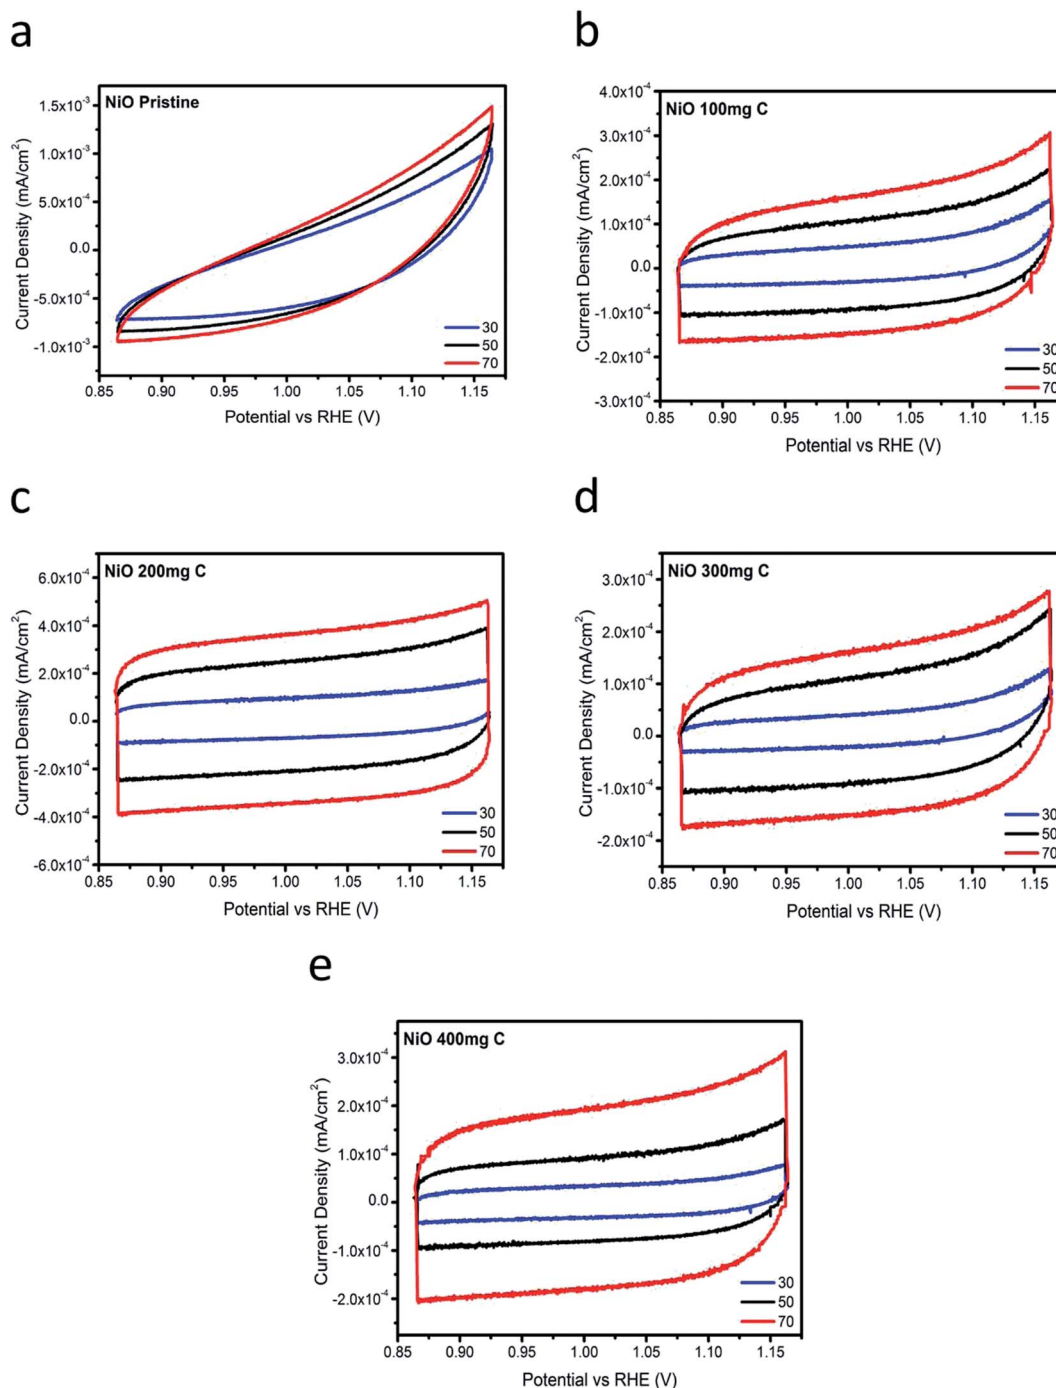 a
NiO Pristine
1.5x10⁻³
1.0x10⁻³
5.0x10⁻⁴
0.0
-5.0x10⁻⁴
-1.0x10⁻³
Current Density (mA/cm²)
30
50
70
0.85 0.90 0.95 1.00 1.05 1.10 1.15
Potential vs RHE (V)
b
NiO 100mg C
4.0x10⁻⁴
3.0x10⁻⁴
2.0x10⁻⁴
1.0x10⁻⁴
0.0
-1.0x10⁻⁴
-2.0x10⁻⁴
-3.0x10⁻⁴
Current Density (mA/cm²)
30
50
70
0.85 0.90 0.95 1.00 1.05 1.10 1.15
Potential vs RHE (V)
c
NiO 200mg C
6.0x10⁻⁴
4.0x10⁻⁴
2.0x10⁻⁴
0.0
-2.0x10⁻⁴
-4.0x10⁻⁴
-6.0x10⁻⁴
Current Density (mA/cm²)
30
50
70
0.85 0.90 0.95 1.00 1.05 1.10 1.15
Potential vs RHE (V)
d
NiO 300mg C
3.0x10⁻⁴
2.0x10⁻⁴
1.0x10⁻⁴
0.0
-1.0x10⁻⁴
-2.0x10⁻⁴
Current Density (mA/cm²)
30
50
70
0.85 0.90 0.95 1.00 1.05 1.10 1.15
Potential vs RHE (V)
e
NiO 400mg C
3.0x10⁻⁴
2.0x10⁻⁴
1.0x10⁻⁴
0.0
-1.0x10⁻⁴
-2.0x10⁻⁴
Current Density (mA/cm²)
30
50
70
0.85 0.90 0.95 1.00 1.05 1.10 1.15
Potential vs RHE (V)